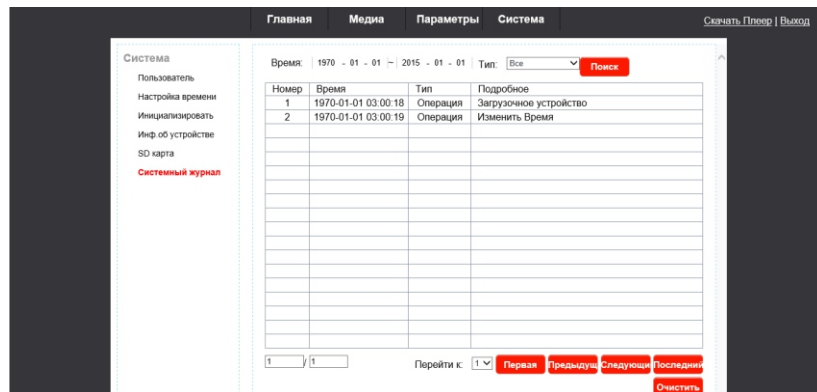 Главная Медиа Параметры Система
Скачать Плеер | Выход
Система
Пользователь
Настройка времени
Инициализировать
Инф.об устройстве
SD карта
Системный журнал
Время: 1970 - 01 - 01 ~ 2015 - 01 - 01 Тип: Все Поиск
Номер Время Тип Подробное
1 1970-01-01 03:00:18 Операция Загрузочное устройство
2 1970-01-01 03:00:19 Операция Изменить Время
1 / 1 Перейти к: 1 Первая Предыдущ Следующи Последний
Очистить